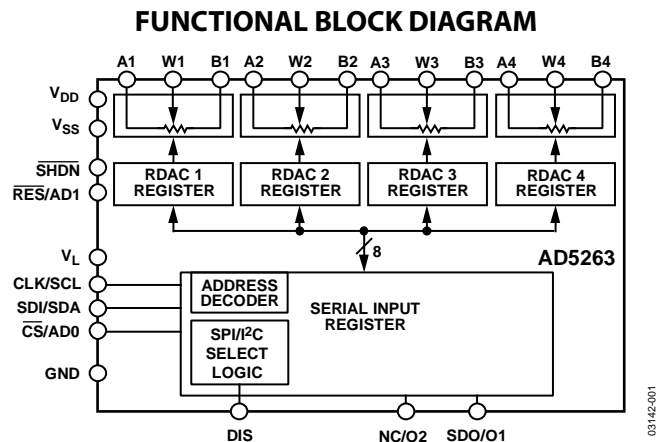 FUNCTIONAL BLOCK DIAGRAM
A1 W1 B1 A2 W2 B2 A3 W3 B3 A4 W4 B4
VDD
VSS
SHDN
RES/AD1
RDAC 1
REGISTER
RDAC 2
REGISTER
RDAC 3
REGISTER
RDAC 4
REGISTER
8
AD5263
VL
CLK/SCL
SDI/SDA
CS/AD0
GND
ADDRESS
DECODER
SERIAL INPUT
REGISTER
SPI/I2C
SELECT
LOGIC
DIS
NC/O2
SDO/O1
03142-001